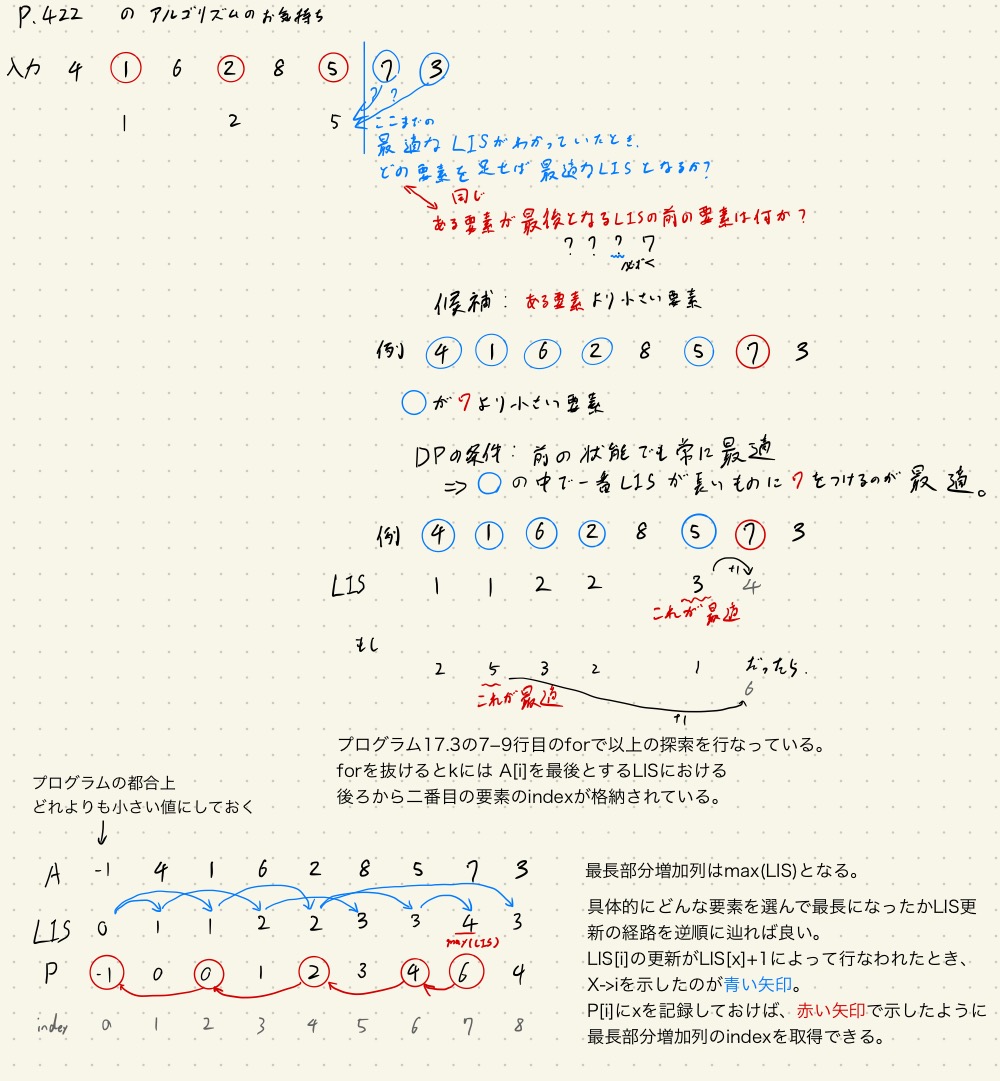 P.422 のアルゴリズムのお気持ち
入力 4 1 6 2 8 5 7 3
? ?
1 2 5
ここまでの
最適なLISがわかっていたとき、
どの要素を足せば最適なLISとなるか?
同じ
ある要素が最後となるLISの前の要素は何か?
? ? ? 7
必ず<
候補: ある要素より小さい要素
例 4 1 6 2 8 5 7 3
○が7より小さい要素
DPの条件: 前の状態でも常に最適
=> ○の中で一番LISが長いものに7をつけるのが最適。
例 4 1 6 2 8 5 7 3
+1
LIS 1 1 2 2 3 4
これが最適
もし
2 5 3 2 1 だったら.
6
これが最適
+1
プログラム17.3の7−9行目のforで以上の探索を行なっている。
forを抜けるとkには A[i]を最後とするLISにおける
後ろから二番目の要素のindexが格納されている。
プログラムの都合上
どれよりも小さい値にしておく
A -1 4 1 6 2 8 5 7 3
LIS 0 1 1 2 2 3 3 4 3
max(LIS)
P -1 0 0 1 2 3 4 6 4
index 0 1 2 3 4 5 6 7 8
最長部分増加列はmax(LIS)となる。
具体的にどんな要素を選んで最長になったかLIS更
新の経路を逆順に辿れば良い。
LIS[i]の更新がLIS[x]+1によって行なわれたとき、
X->iを示したのが青い矢印。
P[i]にxを記録しておけば、赤い矢印で示したように
最長部分増加列のindexを取得できる。